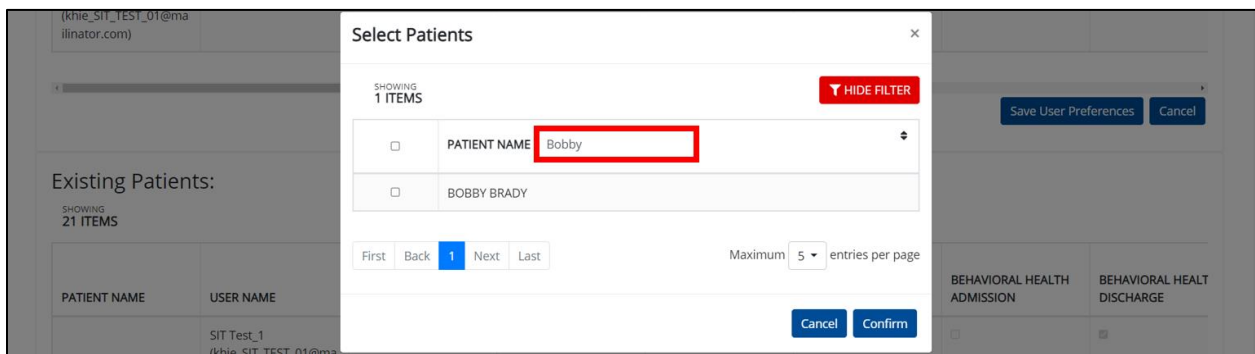 (khie_SIT_TEST_01@ma
ilinator.com)
Select Patients
×
SHOWING
1 ITEMS
HIDE FILTER
Save User Preferences
Cancel
PATIENT NAME
Bobby
BOBBY BRADY
Existing Patients:
SHOWING
21 ITEMS
First Back 1 Next Last
Maximum 5 entries per page
PATIENT NAME
USER NAME
BEHAVIORAL HEALTH
ADMISSION
BEHAVIORAL HEALT
DISCHARGE
Cancel
Confirm
SIT Test_1
(khie_SIT_TEST_01@ma